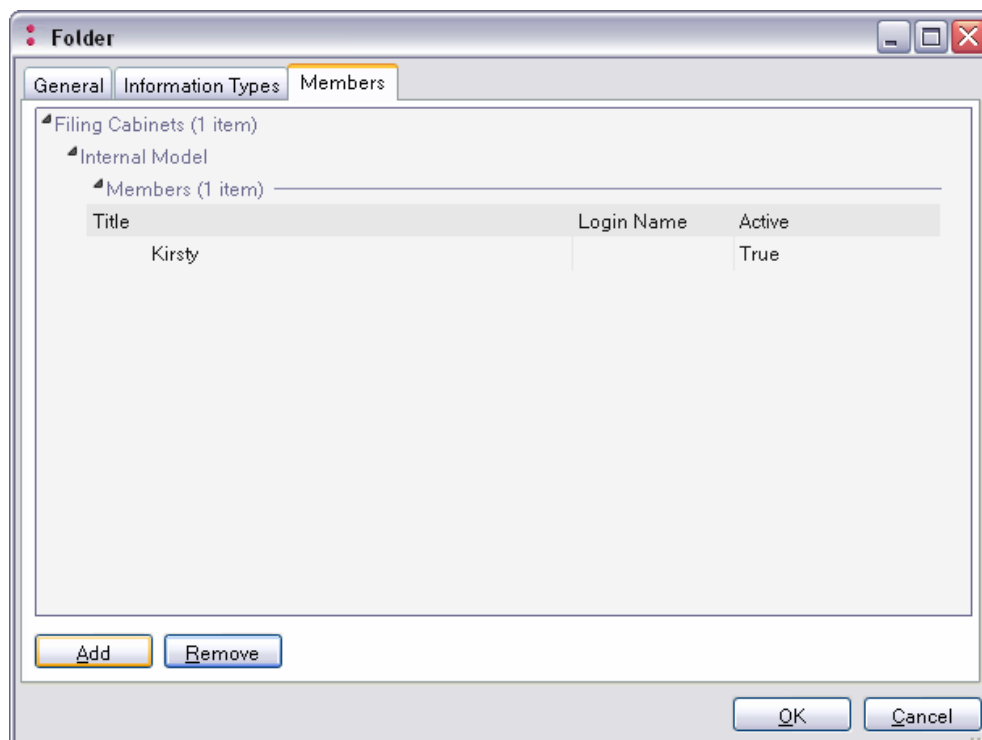 Folder
General Information Types Members
Filing Cabinets (1 item)
Internal Model
Members (1 item)
Title Login Name Active
Kirsty True
Add Remove
OK Cancel